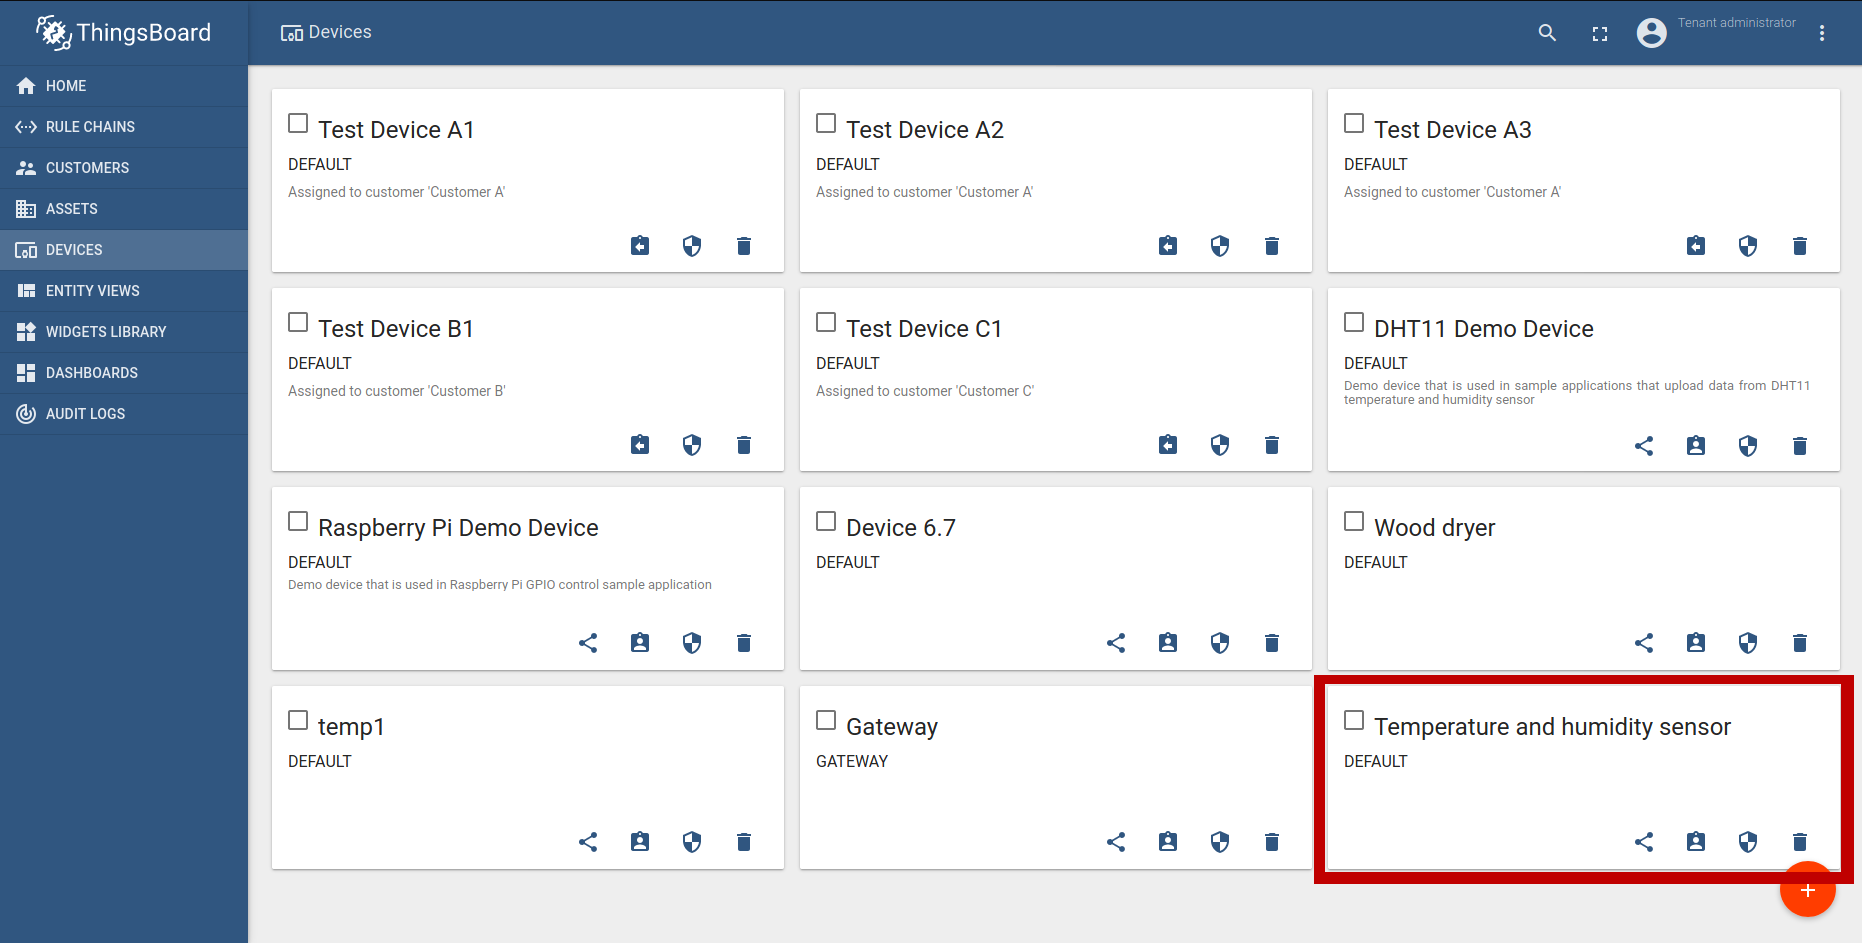 ThingsBoard
Devices
Tenant administrator
HOME
RULE CHAINS
CUSTOMERS
ASSETS
DEVICES
ENTITY VIEWS
WIDGETS LIBRARY
DASHBOARDS
AUDIT LOGS
Test Device A1
DEFAULT
Assigned to customer 'Customer A'
Test Device A2
DEFAULT
Assigned to customer 'Customer A'
Test Device A3
DEFAULT
Assigned to customer 'Customer A'
Test Device B1
DEFAULT
Assigned to customer 'Customer B'
Test Device C1
DEFAULT
Assigned to customer 'Customer C'
DHT11 Demo Device
DEFAULT
Demo device that is used in sample applications that upload data from DHT11
temperature and humidity sensor
Raspberry Pi Demo Device
DEFAULT
Demo device that is used in Raspberry Pi GPIO control sample application
Device 6.7
DEFAULT
Wood dryer
DEFAULT
temp1
DEFAULT
Gateway
GATEWAY
Temperature and humidity sensor
DEFAULT